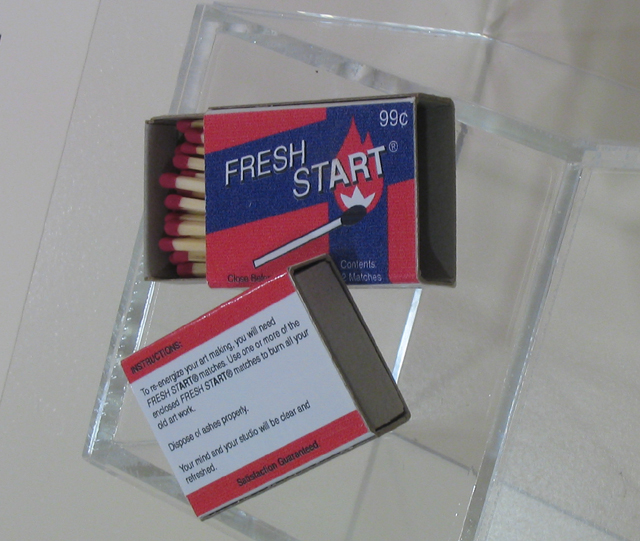 99¢
FRESH
START®
Contents
Matches
INSTRUCTIONS:
To re-energize your art making, you will need
FRESH START® matches. Use one or more of the
enclosed FRESH START® matches to burn all your
old art work.
Dispose of ashes properly.
Your mind and your studio will be clear and
refreshed.
Satisfaction Guaranteed